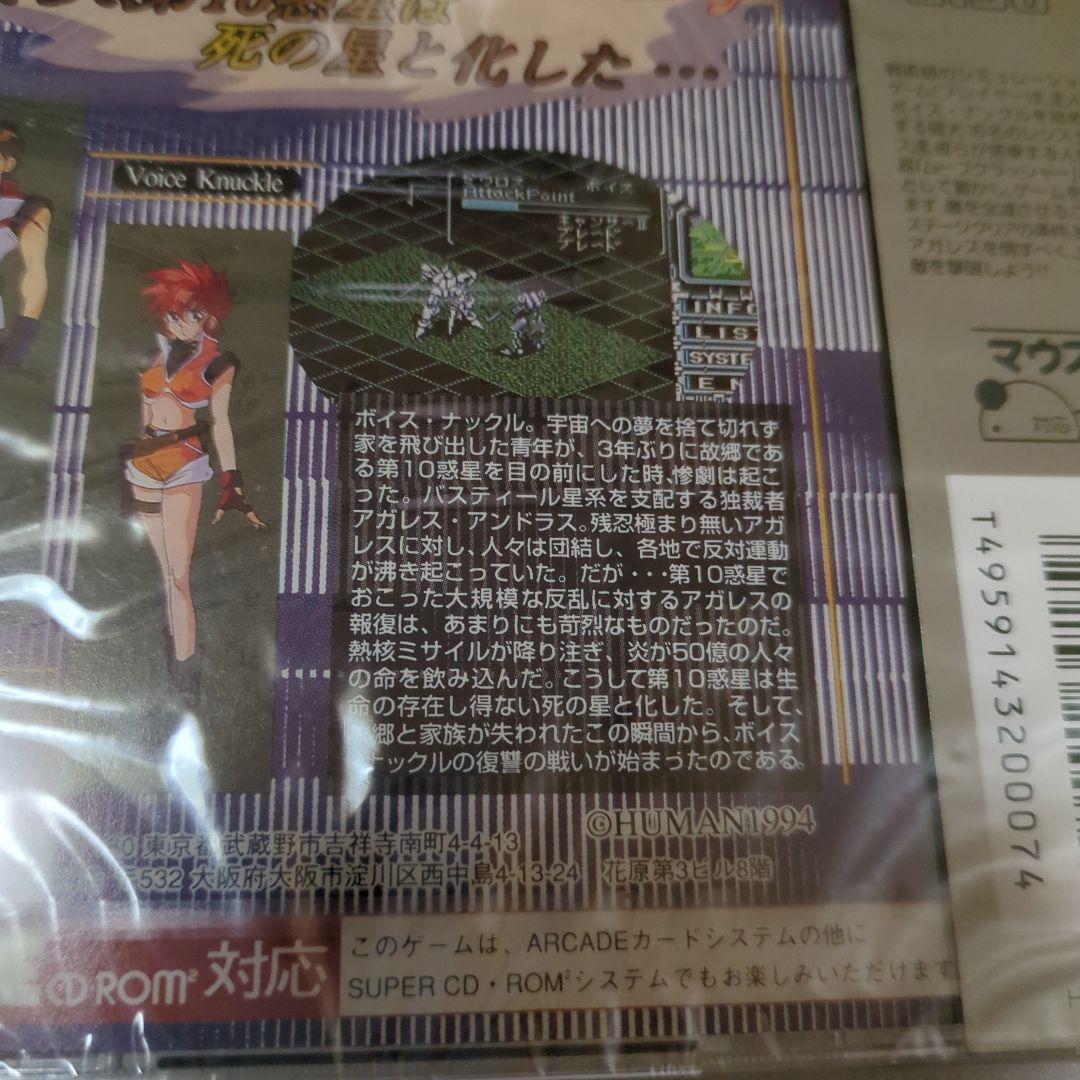 死の星と化した…
Voice Knuckle
ボイス
AttackPoint
INFO
LIS
SYSTE
ボイス・ナックル。宇宙への夢を捨て切れず
家を飛び出した青年が、3年ぶりに故郷であ
る第10惑星を目の前にした時、惨劇は起こ
った。バスティール星系を支配する独裁者
アガレス・アンドラス。残忍極まり無いアガ
レスに対し、人々は団結し、各地で反対運動
が沸き起こっていた。だが・・・第10惑星で
おこった大規模な反乱に対するアガレスの
報復は、あまりにも苛烈なものだったのだ。
熱核ミサイルが降り注ぎ、炎が50億の人々
の命を飲み込んだ。こうして第10惑星は生
命の存在し得ない死の星と化した。そして、
郷と家族が失われたこの瞬間から、ボイス
ナックルの復讐の戦いが始まったのである。
©HUMAN1994
東京都武蔵野市吉祥寺南町4-4-13
〒532 大阪府大阪市淀川区西中島4-13-24 花原第3ビル8階
CD-ROM² 対応
このゲームは、ARCADEカードシステムの他に
SUPER CD・ROM²システムでもお楽しみいただけます
アガレスを倒すべく
敵を撃破しよう!!
マウス
対応
T4959143200074